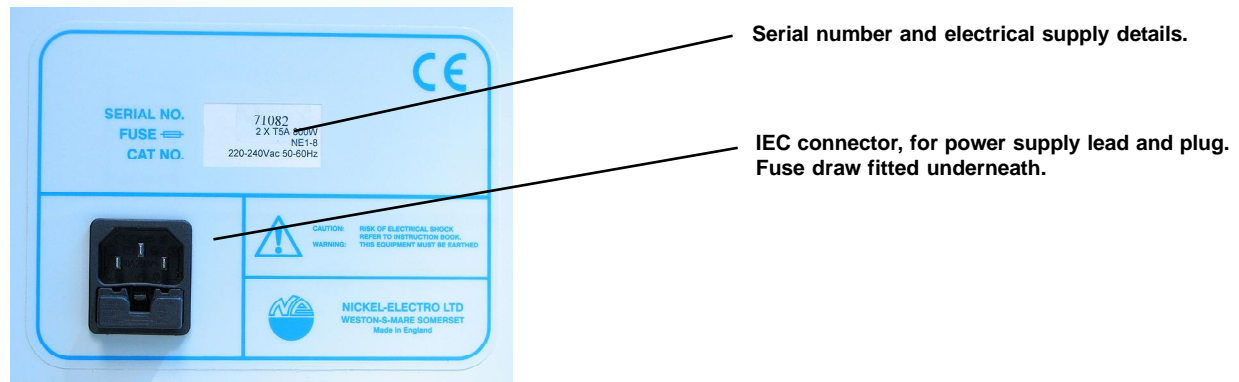 Serial number and electrical supply details.
CE
SERIAL NO.
71082
FUSE
2 X T5A 800W
NE1-8
CAT NO.
220-240Vac 50-60Hz
IEC connector, for power supply lead and plug.
Fuse draw fitted underneath.
CAUTION: RISK OF ELECTRICAL SHOCK
REFER TO INSTRUCTION BOOK.
WARNING: THIS EQUIPMENT MUST BE EARTHED
NICKEL-ELECTRO LTD
WESTON-S-MARE SOMERSET
Made in England